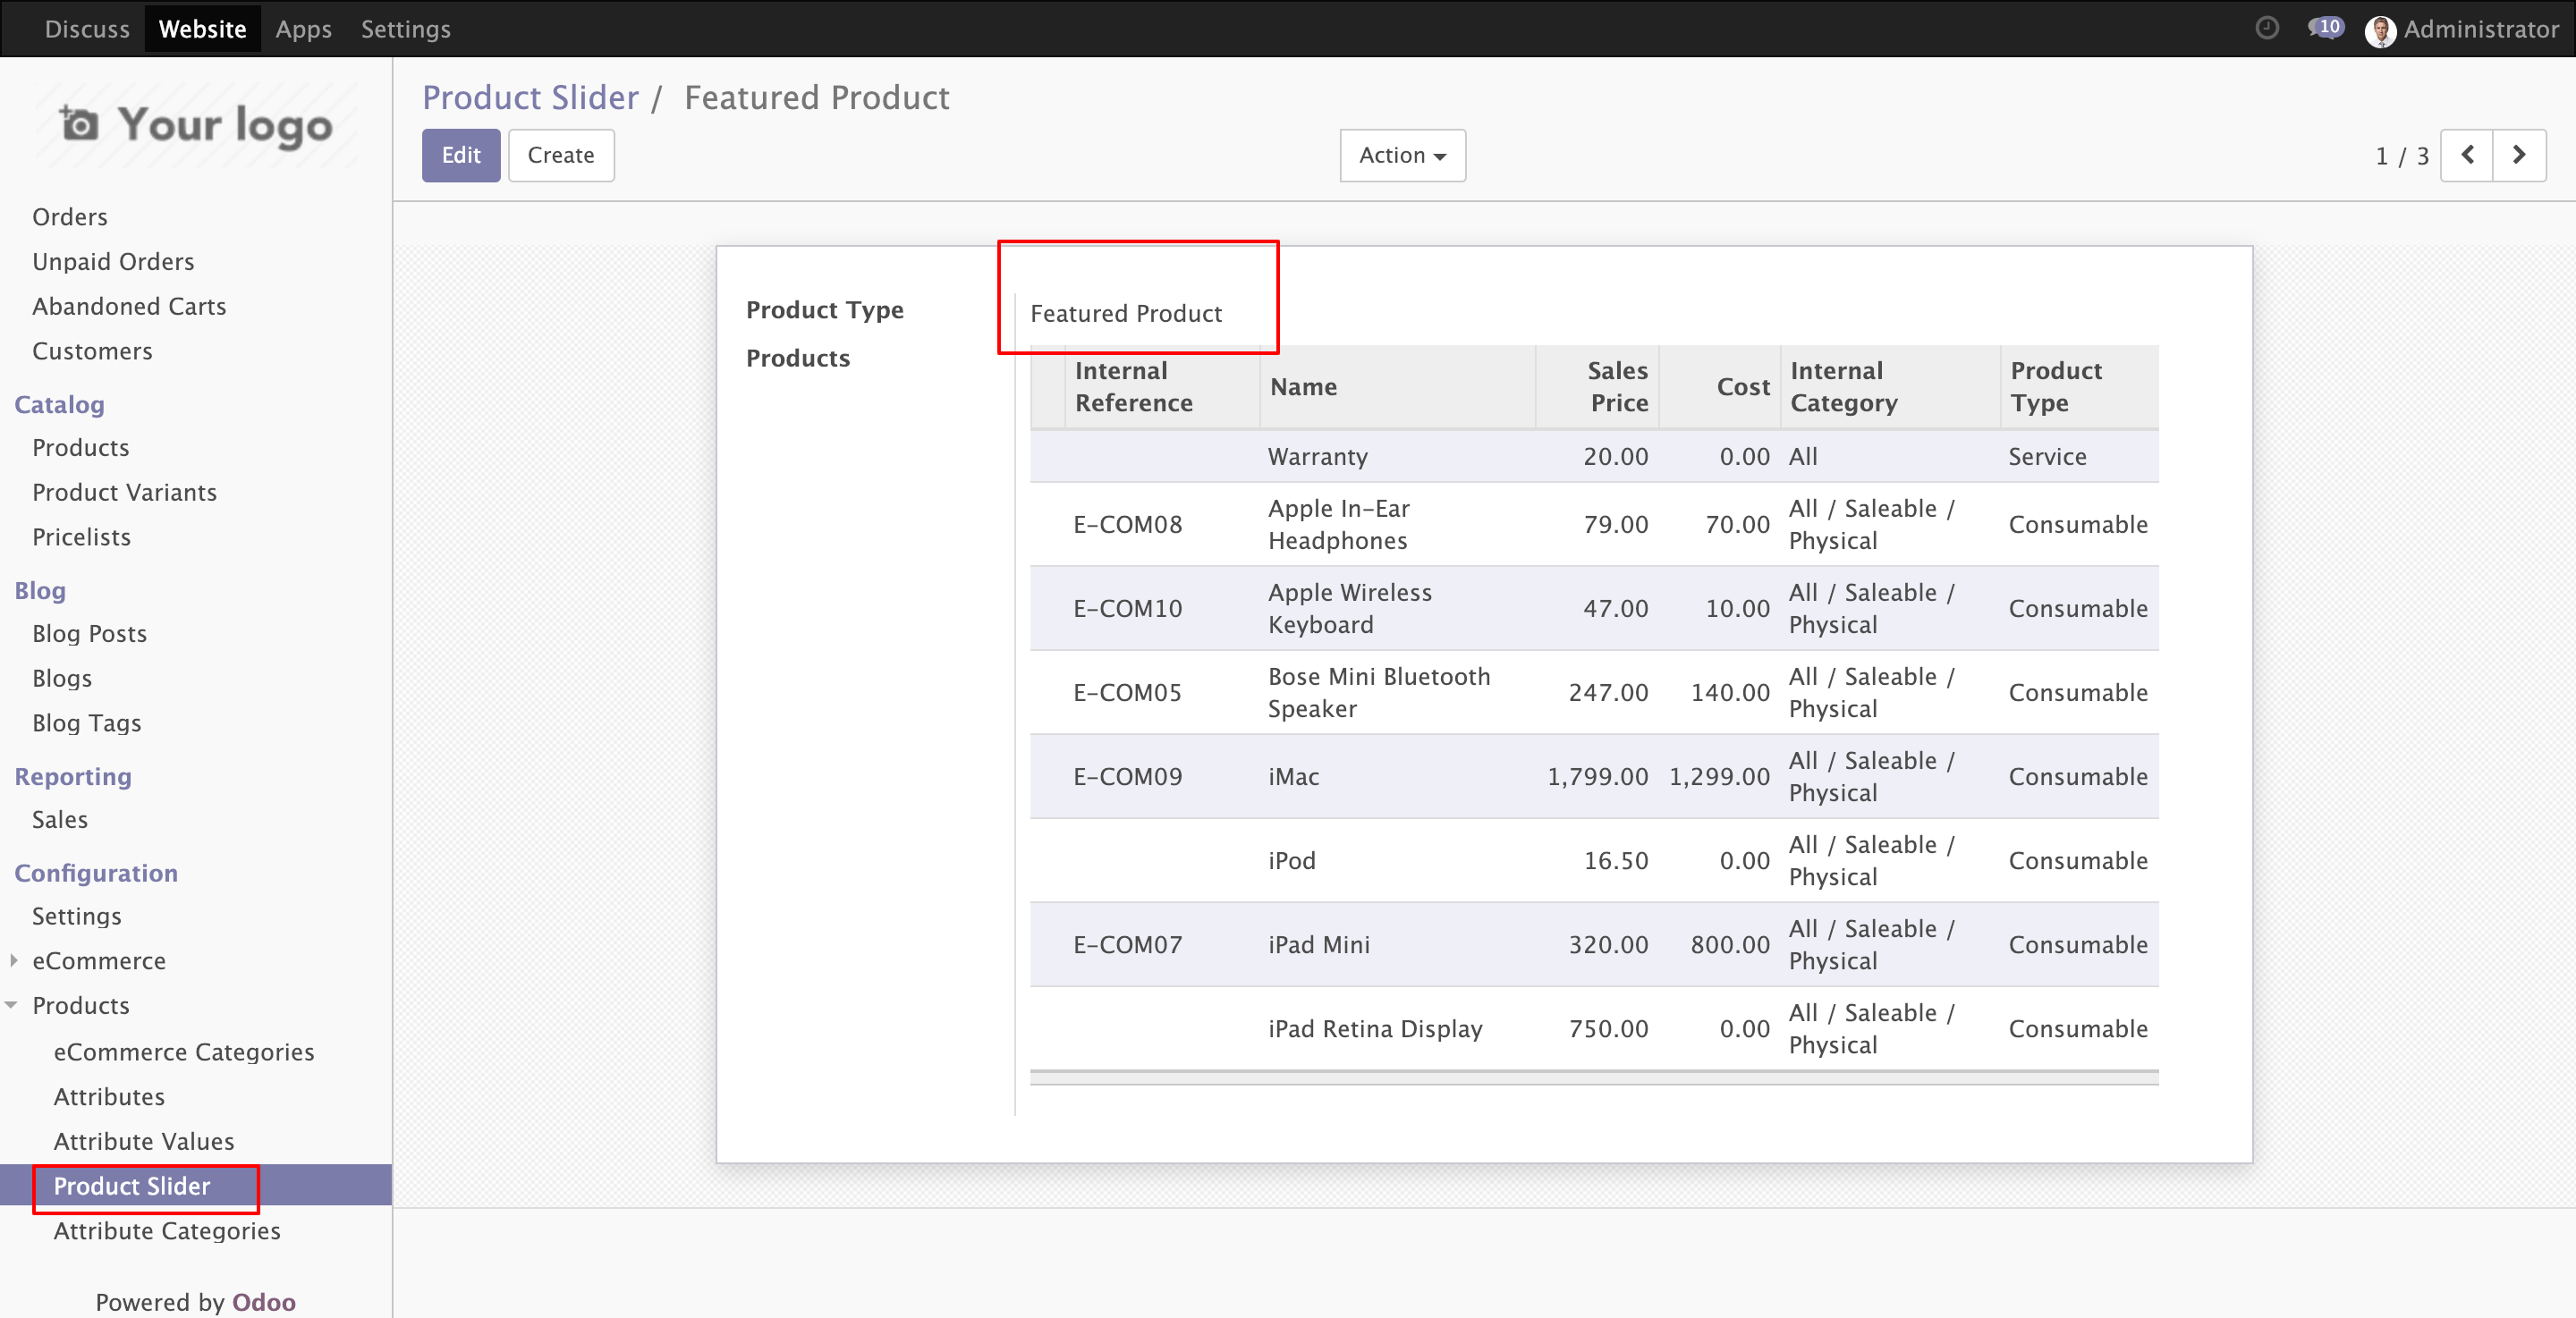 Discuss Website Apps Settings 10 Administrator
Your logo
Orders
Unpaid Orders
Abandoned Carts
Customers
Catalog
Products
Product Variants
Pricelists
Blog
Blog Posts
Blogs
Blog Tags
Reporting
Sales
Configuration
Settings
eCommerce
Products
eCommerce Categories
Attributes
Attribute Values
Product Slider
Attribute Categories
Powered by Odoo
Product Slider / Featured Product
Edit Create Action 1 / 3
Product Type Featured Product
Products
Internal Reference Name Sales Price Cost Internal Category Product Type
Warranty 20.00 0.00 All Service
E-COM08 Apple In-Ear Headphones 79.00 70.00 All / Saleable / Physical Consumable
E-COM10 Apple Wireless Keyboard 47.00 10.00 All / Saleable / Physical Consumable
E-COM05 Bose Mini Bluetooth Speaker 247.00 140.00 All / Saleable / Physical Consumable
E-COM09 iMac 1,799.00 1,299.00 All / Saleable / Physical Consumable
iPod 16.50 0.00 All / Saleable / Physical Consumable
E-COM07 iPad Mini 320.00 800.00 All / Saleable / Physical Consumable
iPad Retina Display 750.00 0.00 All / Saleable / Physical Consumable